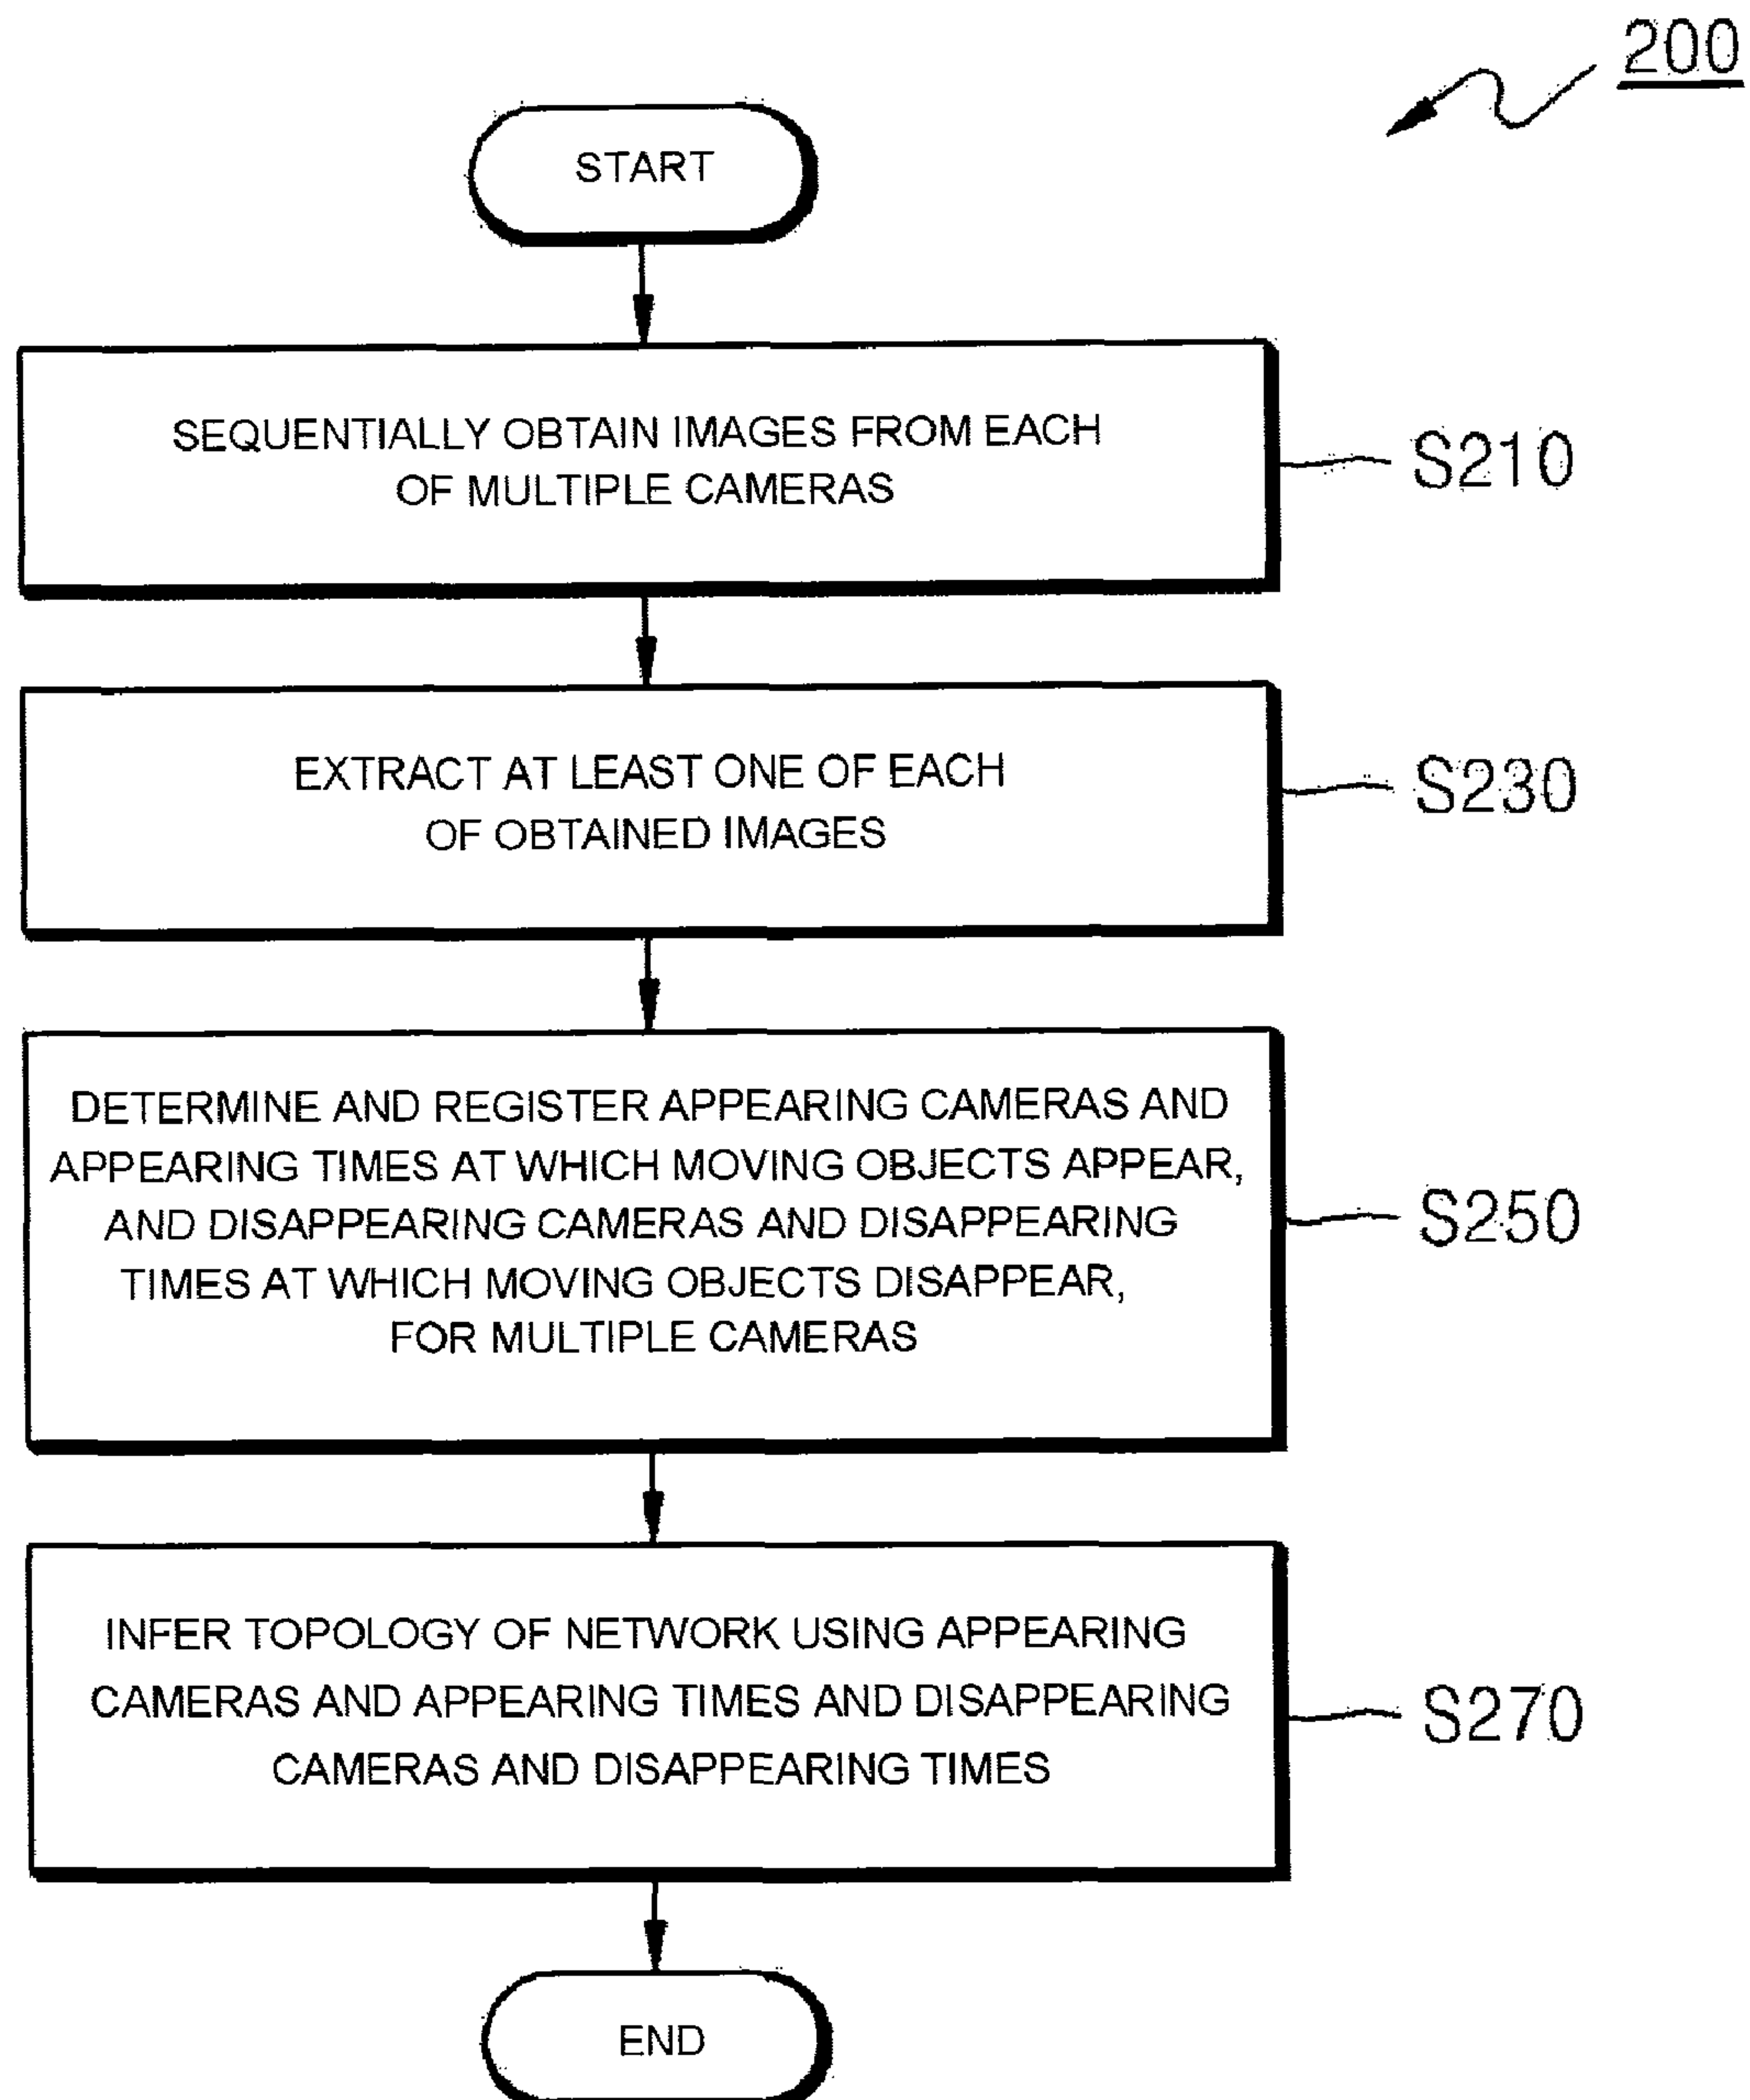 200
START
SEQUENTIALLY OBTAIN IMAGES FROM EACH
OF MULTIPLE CAMERAS
S210
EXTRACT AT LEAST ONE OF EACH
OF OBTAINED IMAGES
S230
DETERMINE AND REGISTER APPEARING CAMERAS AND
APPEARING TIMES AT WHICH MOVING OBJECTS APPEAR,
AND DISAPPEARING CAMERAS AND DISAPPEARING
TIMES AT WHICH MOVING OBJECTS DISAPPEAR,
FOR MULTIPLE CAMERAS
S250
INFER TOPOLOGY OF NETWORK USING APPEARING
CAMERAS AND APPEARING TIMES AND DISAPPEARING
CAMERAS AND DISAPPEARING TIMES
S270
END